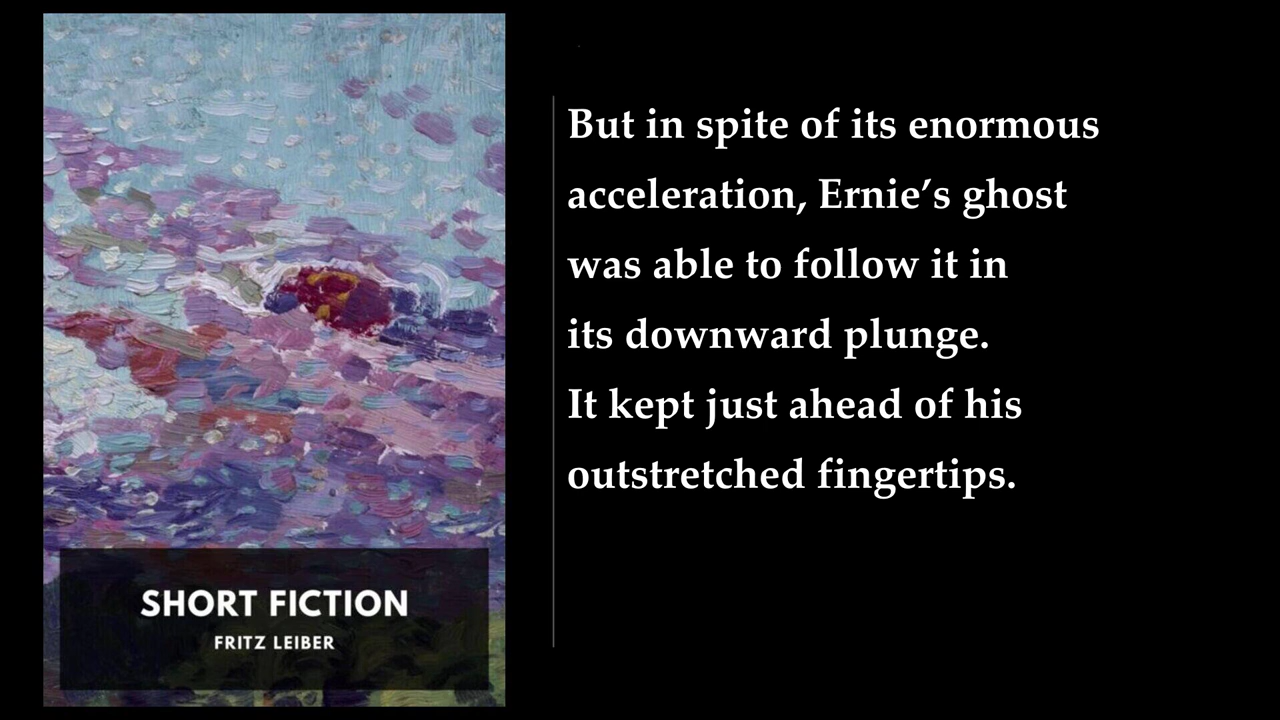 SHORT FICTION
FRITZ LEIBER
But in spite of its enormous
acceleration, Ernie’s ghost
was able to follow it in
its downward plunge.
It kept just ahead of his
outstretched fingertips.